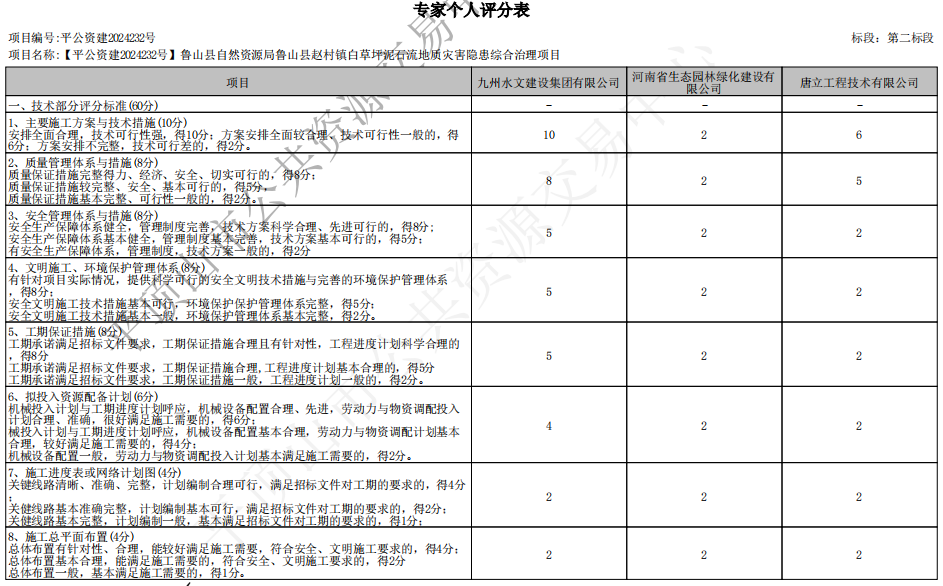 专家个人评分表
项目编号:平公资建2024232号
标段：第二标段
项目名称:【平公资建2024232号】鲁山县自然资源局鲁山县赵村镇白草坪泥石流地质灾害隐患综合治理项目
项目
九州水文建设集团有限公司
河南省生态园林绿化建设有
限公司
唐立工程技术有限公司
一、技术部分评分标准(60分)
- - -
1、主要施工方案与技术措施(10分)
安排全面合理，技术可行性强，得10分；方案安排全面较合理、技术可行性一般的，得
6分；方案安排不完整，技术可行差的，得2分。
10 2 6
2、质量管理体系与措施(8分)
质量保证措施完整得力、经济、安全、切实可行的，得8分；
质量保证措施较完整、安全、基本可行的，得5分，
质量保证措施基本完整、可行性一般的，得2分。
8 2 5
3、安全管理体系与措施(8分)
安全生产保障体系健全，管理制度完善，技术方案科学合理、先进可行的，得8分;
安全生产保障体系基本健全，管理制度基本完善，技术方案基本可行的，得5分；
有安全生产保障体系，管理制度，技术方案一般的，得2分
5 2 2
4、文明施工、环境保护管理体系(8分)
有针对项目实际情况，提供科学可行的安全文明技术措施与完善的环境保护管理体系
，得8分；
安全文明施工技术措施基本可行，环境保护保护管理体系完整，得5分；
安全文明施工技术措施基本一般，环境保护管理体系基本完整，得2分。
5 2 2
5、工期保证措施(8分)
工期承诺满足招标文件要求，工期保证措施合理且有针对性，工程进度计划科学合理的
，得8分
工期承诺满足招标文件要求，工期保证措施合理,工程进度计划基本合理的，得5分
工期承诺满足招标文件要求，工期保证措施一般，工程进度计划一般的，得2分。
5 2 2
6、拟投入资源配备计划(6分)
机械投入计划与工期进度计划呼应，机械设备配置合理、先进，劳动力与物资调配投入
计划合理、准确，很好满足施工需要的，得6分；
械投入计划与工期进度计划呼应，机械设备配置基本合理，劳动力与物资调配计划基本
合理，较好满足施工需要的，得4分；
机械设备配置一般，劳动力与物资调配投入计划基本满足施工需要的，得2分。
4 2 2
7、施工进度表或网络计划图(4分)
关键线路清晰、准确、完整，计划编制合理可行，满足招标文件对工期的要求的，得4分
；
关健线路基本准确完整，计划编制基本可行，满足招标文件对工期的要求的，得2分；
关健线路基本完整，计划编制一般，基本满足招标文件对工期的要求的，得1分；
2 2 2
8、施工总平面布置(4分)
总体布置有针对性、合理，能较好满足施工需要，符合安全、文明施工要求的，得4分；
总体布置基本合理，能满足施工需要的，符合安全、文明施工要求的，得2分
总体布置一般，基本满足施工需要的，得1分。
2 2 2